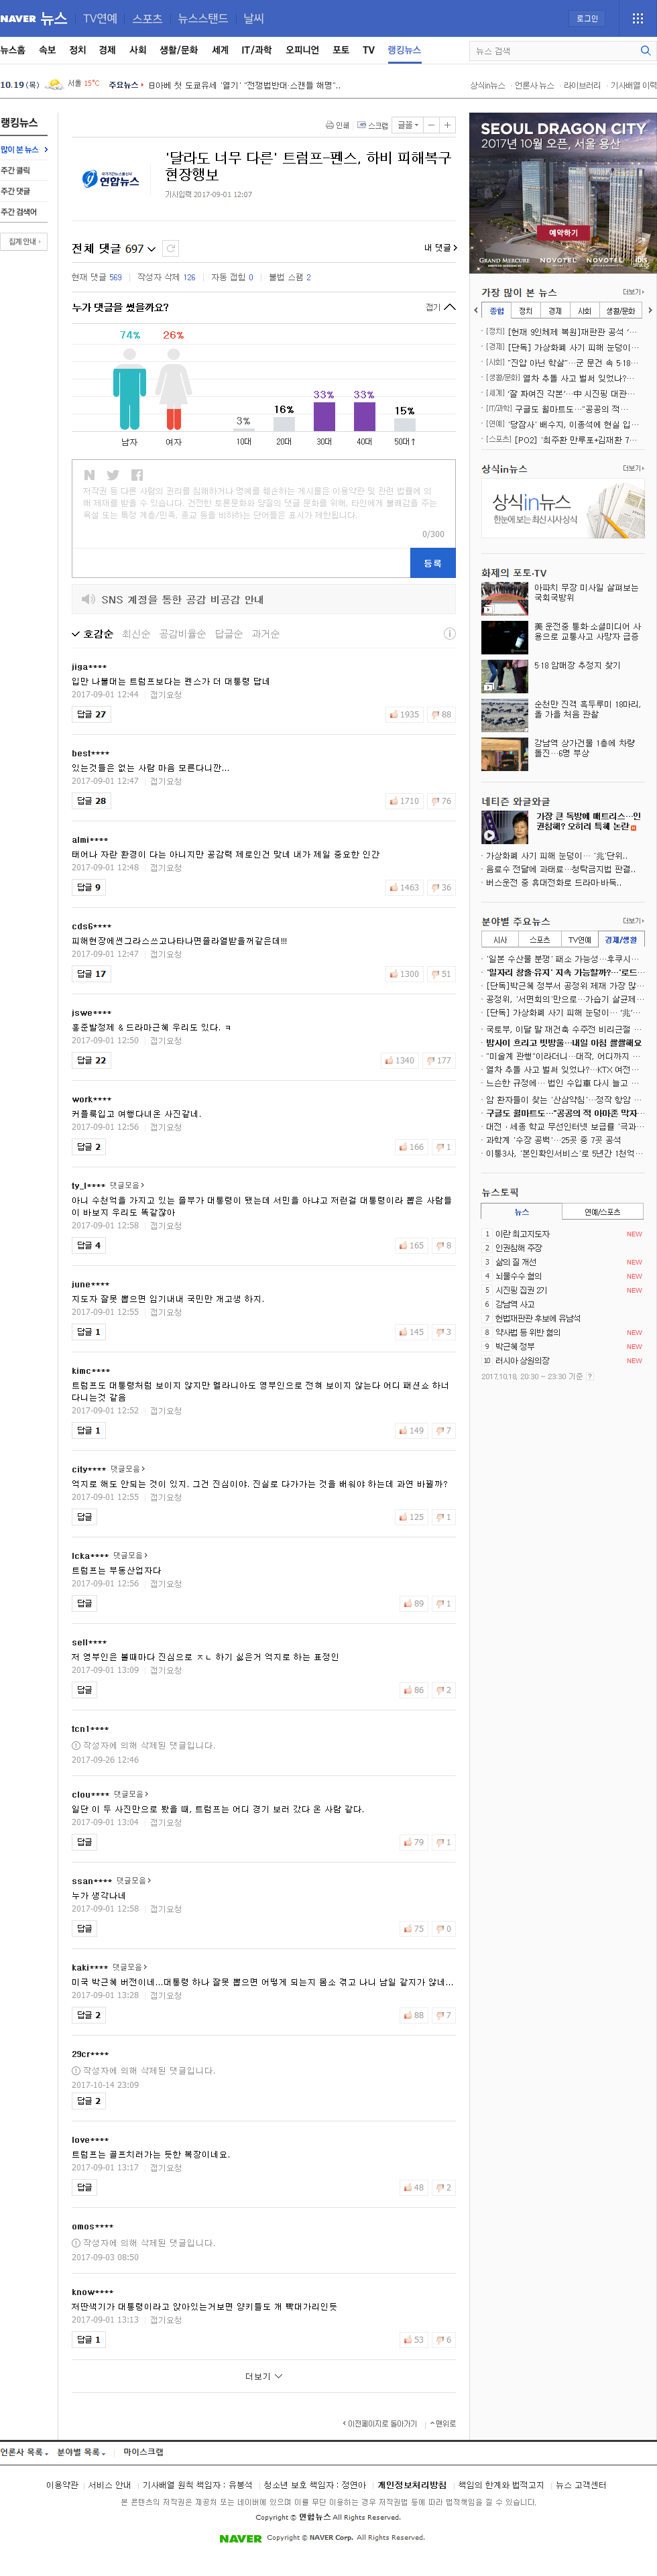 NAVER 뉴스 TV연예 스포츠 뉴스스탠드 날씨 로그인
뉴스홈 속보 정치 경제 사회 생활/문화 세계 IT/과학 오피니언 포토 TV 랭킹뉴스 뉴스 검색
10.19 (목) 서울 15°C 주요뉴스 B아베 첫 도쿄유세 '열기' "전쟁법반대·스캔들 해명"..
상식in뉴스 · 언론사 뉴스 · 라이브러리 · 기사배열 이력
랭킹뉴스
많이 본 뉴스
주간 클릭
주간 댓글
주간 검색어
집계 안내
인쇄 스크랩 글꼴 − +
연합뉴스
'달라도 너무 다른' 트럼프-펜스, 하비 피해복구
현장행보
기사입력 2017-09-01 12:07
전체 댓글 697 내 댓글
현재 댓글 569 작성자 삭제 126 자동 접힘 0 불법 스팸 2
누가 댓글을 썼을까요? 접기
74% 26%
남자 여자
3% 16% 33% 33% 15%
10대 20대 30대 40대 50대↑
저작권 등 다른 사람의 권리를 침해하거나 명예를 훼손하는 게시물은 이용약관 및 관련 법률에 의
해 제재를 받을 수 있습니다. 건전한 토론문화와 양질의 댓글 문화를 위해, 타인에게 불쾌감을 주는
욕설 또는 특정 계층/민족, 종교 등을 비하하는 단어들은 표시가 제한됩니다.
0/300
등록
SNS 계정을 통한 공감 비공감 안내
호감순 최신순 공감비율순 답글순 과거순
jiga****
입만 나불대는 트럼프보다는 펜스가 더 대통령 답네
2017-09-01 12:44 접기요청
답글 27 1935 88
best****
있는것들은 없는 사람 마음 모른다니깐...
2017-09-01 12:47 접기요청
답글 28 1710 76
almi****
태어나 자란 환경이 다는 아니지만 공감력 제로인건 맞네 내가 제일 중요한 인간
2017-09-01 12:48 접기요청
답글 9 1463 36
cds6****
피해현장에썬그라스쓰고나타나면욜라열받을꺼같은데!!!
2017-09-01 12:47 접기요청
답글 17 1300 51
jswe****
홍준발정제 & 드라마근혜 우리도 있다. ㅋ
2017-09-01 12:50 접기요청
답글 22 1340 177
work****
커플룩입고 여행다녀온 사진같네.
2017-09-01 12:56 접기요청
답글 2 166 1
ty_l**** 댓글모음
아니 수천억을 가지고 있는 을부가 대통령이 됐는데 서민을 아냐고 저런걸 대통령이라 뽑은 사람들
이 바보지 우리도 똑같잖아
2017-09-01 12:58 접기요청
답글 4 165 8
june****
지도자 잘못 뽑으면 임기내내 국민만 개고생 하지.
2017-09-01 12:55 접기요청
답글 1 145 3
kimc****
트럼프도 대통령처럼 보이지 않지만 멜라니아도 영부인으로 전혀 보이지 않는다 어디 패션쇼 하너
다니는것 같음
2017-09-01 12:52 접기요청
답글 1 149 7
city**** 댓글모음
억지로 해도 안되는 것이 있지. 그건 진심이야. 진실로 다가가는 것을 배워야 하는데 과연 바뀔까?
2017-09-01 12:55 접기요청
답글 125 1
lcka**** 댓글모음
트럼프는 부동산업자다
2017-09-01 12:56 접기요청
답글 89 1
sell****
저 영부인은 볼때마다 진심으로 ㅈㄴ 하기 싫은거 억지로 하는 표정인
2017-09-01 13:09 접기요청
답글 86 2
tcn1****
작성자에 의해 삭제된 댓글입니다.
2017-09-26 12:46
clou**** 댓글모음
일단 이 두 사진만으로 봤을 때, 트럼프는 어디 경기 보러 갔다 온 사람 같다.
2017-09-01 13:04 접기요청
답글 79 1
ssan**** 댓글모음
누가 생각나네
2017-09-01 12:58 접기요청
답글 75 0
kaki**** 댓글모음
미국 박근혜 버전이네...대통령 하나 잘못 뽑으면 어떻게 되는지 몸소 겪고 나니 남일 같지가 않네...
2017-09-01 13:28 접기요청
답글 2 88 7
29cr****
작성자에 의해 삭제된 댓글입니다.
2017-10-14 23:09
답글 2
love****
트럼프는 골프치러가는 듯한 복장이네요.
2017-09-01 13:17 접기요청
답글 48 2
omos****
작성자에 의해 삭제된 댓글입니다.
2017-09-03 08:50
know****
저딴색기가 대통령이라고 앉아있는거보면 양키들도 개 빡대가리인듯
2017-09-01 13:13 접기요청
답글 1 53 6
더보기
이전페이지로 돌아가기 맨위로
SEOUL DRAGON CITY
2017년 10월 오픈, 서울 용산
예약하기
GRAND MERCURE NOVOTEL NOVOTEL ibis
가장 많이 본 뉴스 더보기
종합 정치 경제 사회 생활/문화
[정치] [헌재 9인체제 복원]재판관 공석 '…
[경제] [단독] 가상화폐 사기 피해 눈덩이…
[사회] "진압 아닌 학살"…군 문건 속 5·18…
[생활/문화] 열차 추돌 사고 벌써 잊었나?…
[세계] '잘 짜여진 각본'…中 시진핑 대관…
[IT/과학] 구글도 월마트도…"공공의 적…
[연예] '당잠사' 배수지, 이종석에 현실 입…
[스포츠] [PO2] '최주환 만루포+김재환 7…
상식in뉴스 더보기
상식in뉴스
한눈에 보는 최신 시사상식
화제의 포토·TV
아파치 무장 미사일 살펴보는
국회국방위
美 운전중 통화·소셜미디어 사
용으로 교통사고 사망자 급증
5·18 암매장 추정지 찾기
순천만 진객 흑두루미 18마리,
올 가을 처음 관찰
강남역 상가건물 1층에 차량
돌진…6명 부상
네티즌 와글와글
가장 큰 독방에 매트리스…인
권침해? 오히려 특혜 논란
가상화폐 사기 피해 눈덩이… '兆'단위..
음료수 전달에 과태료…청탁금지법 판결..
버스운전 중 휴대전화로 드라마·바둑..
분야별 주요뉴스 더보기
시사 스포츠 TV연예 경제/생활
'일본 수산물 분쟁' 패소 가능성…후쿠시…
'일자리 창출·유지' 지속 가능할까?…'로드…
[단독]박근혜 정부서 공정위 제재 가장 많…
공정위, '서면회의'만으로…가습기 살균제…
[단독] 가상화폐 사기 피해 눈덩이… '兆'…
국토부, 이달 말 재건축 수주전 비리근절 …
밤사이 흐리고 빗방울…내일 아침 쌀쌀해요
"미술계 관행"이라더니…대작, 어디까지 …
열차 추돌 사고 벌써 잊었나?…KTX 여전…
느슨한 규정에… 법인 수입車 다시 늘고 …
암 환자들이 찾는 '산삼약침'…정작 항암 …
구글도 월마트도…"공공의 적 아마존 막자…
대전·세종 학교 무선인터넷 보급률 '극과…
과학계 '수장 공백'…25곳 중 7곳 공석
이통3사, '본인확인서비스'로 5년간 1천억…
뉴스토픽
뉴스 연예/스포츠
1 이란 최고지도자 NEW
2 인권침해 주장
3 삶의 질 개선 NEW
4 뇌물수수 혐의 NEW
5 시진핑 집권 2기 NEW
6 강남역 사고
7 헌법재판관 후보에 유남석
8 약사법 등 위반 혐의 NEW
9 박근혜 정부 NEW
10 러시아 상원의장 NEW
2017.10.18. 20:30 ~ 23:30 기준 ?
언론사 목록 분야별 목록 마이스크랩
이용약관 서비스 안내 기사배열 원칙 책임자 : 유봉석 청소년 보호 책임자 : 정연아 개인정보처리방침 책임의 한계와 법적고지 뉴스 고객센터
본 콘텐츠의 저작권은 제공처 또는 네이버에 있으며 이를 무단 이용하는 경우 저작권법 등에 따라 법적책임을 질 수 있습니다.
Copyright © 연합뉴스 All Rights Reserved.
NAVER Copyright © NAVER Corp. All Rights Reserved.